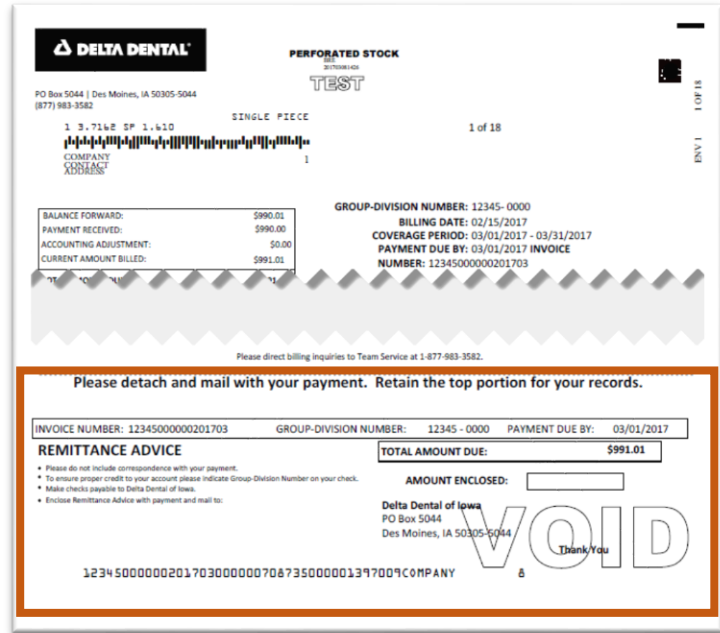 DELTA DENTAL
PERFORATED STOCK
TEST
PO Box 5044 | Des Moines, IA 50305-5044
(877) 983-3582
SINGLE PIECE
1 3.7162 SP 1.610
1 of 18
ENV 1 1 OF 18
COMPANY 1
CONTACT
ADDRESS
GROUP-DIVISION NUMBER: 12345- 0000
BILLING DATE: 02/15/2017
COVERAGE PERIOD: 03/01/2017 - 03/31/2017
PAYMENT DUE BY: 03/01/2017 INVOICE
NUMBER: 12345000000201703
BALANCE FORWARD: $990.01
PAYMENT RECEIVED: $990.00
ACCOUNTING ADJUSTMENT: $0.00
CURRENT AMOUNT BILLED: $991.01
Please direct billing inquiries to Team Service at 1-877-983-3582.
Please detach and mail with your payment. Retain the top portion for your records.
INVOICE NUMBER: 12345000000201703 GROUP-DIVISION NUMBER: 12345 - 0000 PAYMENT DUE BY: 03/01/2017
REMITTANCE ADVICE
TOTAL AMOUNT DUE: $991.01
• Please do not include correspondence with your payment.
• To ensure proper credit to your account please indicate Group-Division Number on your check.
• Make checks payable to Delta Dental of Iowa.
• Enclose Remittance Advice with payment and mail to:
AMOUNT ENCLOSED:
Delta Dental of Iowa
PO Box 5044
Des Moines, IA 50305-5044
VOID
Thank You
12345000000201703000000708735000001397009COMPANY 8